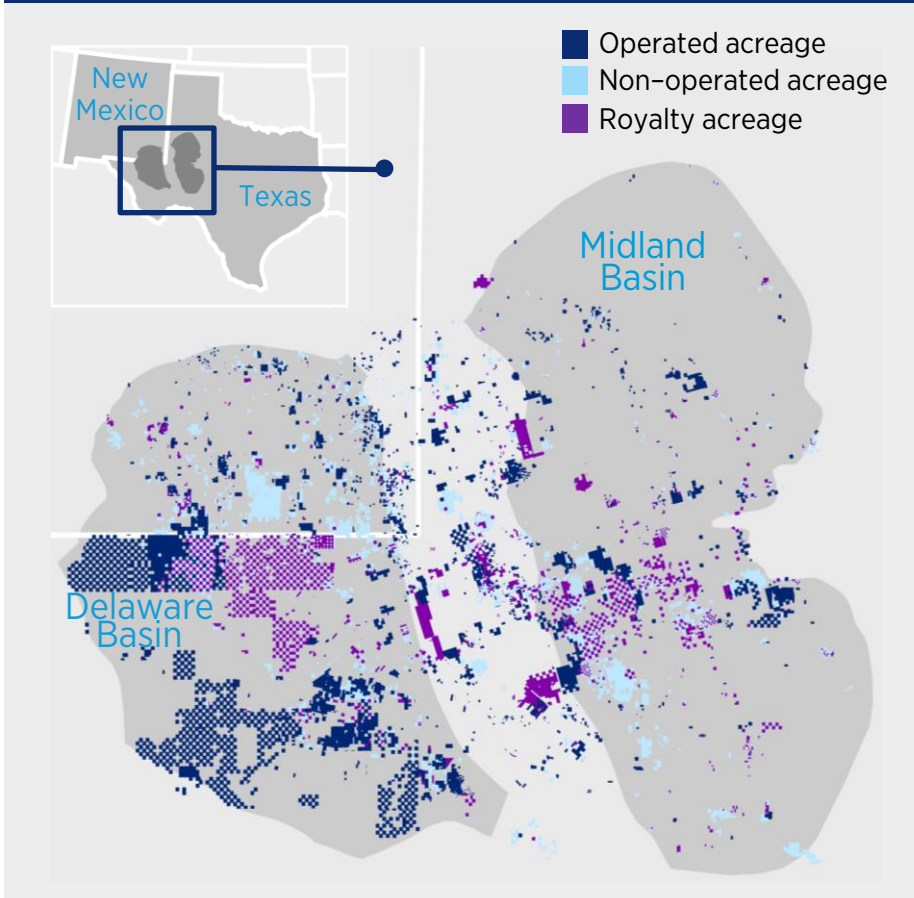 Operated acreage
Non-operated acreage
Royalty acreage
New
Mexico
Texas
Midland
Basin
Delaware
Basin